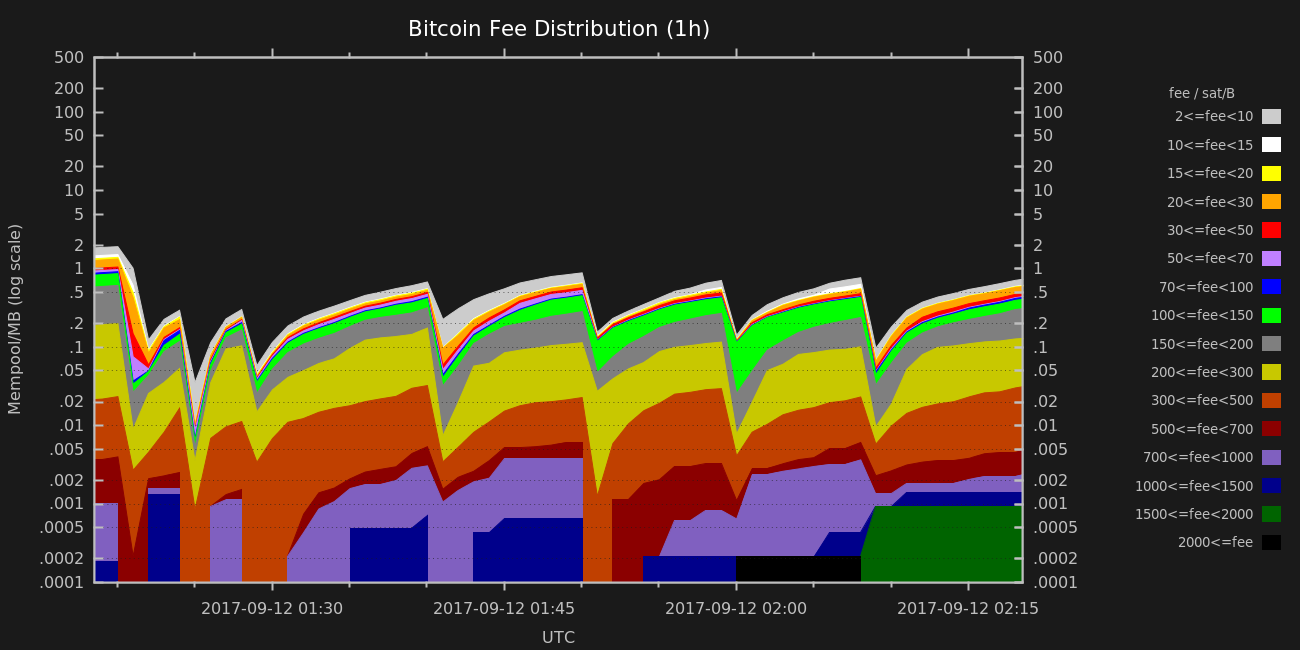 Bitcoin Fee Distribution (1h)
Mempool/MB (log scale)
500
200
100
50
20
10
5
2
1
.5
.2
.1
.05
.02
.01
.005
.002
.001
.0005
.0002
.0001
500
200
100
50
20
10
5
2
1
.5
.2
.1
.05
.02
.01
.005
.002
.001
.0005
.0002
.0001
2017-09-12 01:30
2017-09-12 01:45
2017-09-12 02:00
2017-09-12 02:15
UTC
fee / sat/B
2<=fee<10
10<=fee<15
15<=fee<20
20<=fee<30
30<=fee<50
50<=fee<70
70<=fee<100
100<=fee<150
150<=fee<200
200<=fee<300
300<=fee<500
500<=fee<700
700<=fee<1000
1000<=fee<1500
1500<=fee<2000
2000<=fee